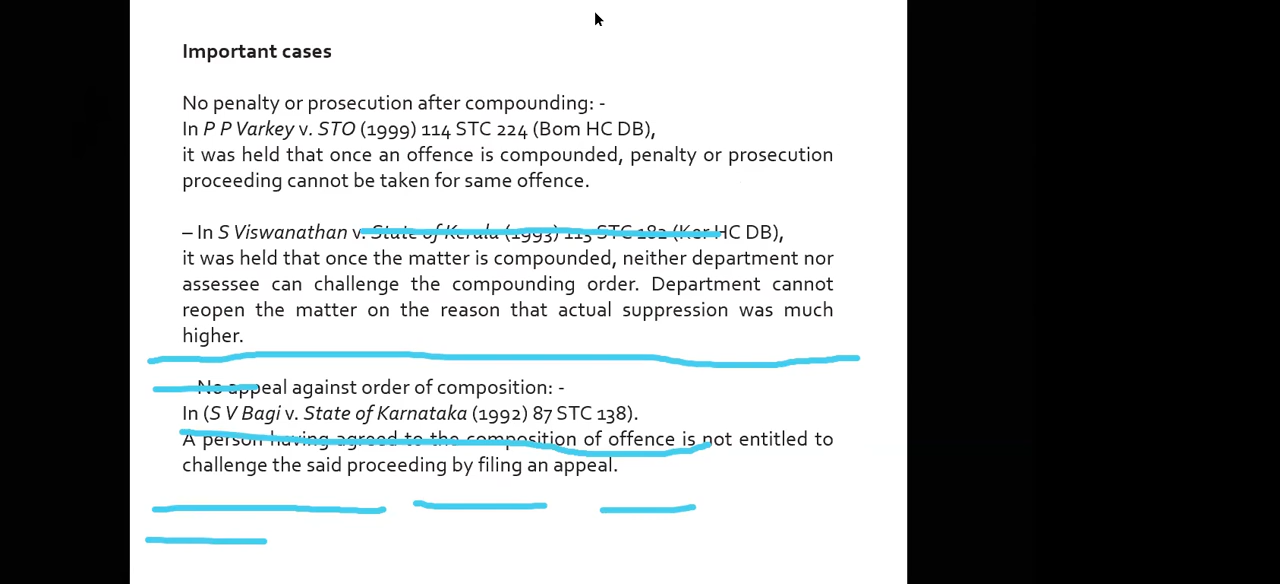 Important cases
No penalty or prosecution after compounding: -
In P P Varkey v. STO (1999) 114 STC 224 (Bom HC DB),
it was held that once an offence is compounded, penalty or prosecution
proceeding cannot be taken for same offence.
– In S Viswanathan v. State of Kerala (1993) 113 STC 182 (Ker HC DB),
it was held that once the matter is compounded, neither department nor
assessee can challenge the compounding order. Department cannot
reopen the matter on the reason that actual suppression was much
higher.
– No appeal against order of composition: -
In (S V Bagi v. State of Karnataka (1992) 87 STC 138).
A person having agreed to the composition of offence is not entitled to
challenge the said proceeding by filing an appeal.